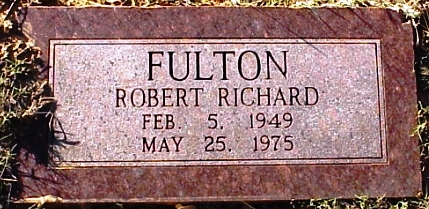 FULTON
ROBERT RICHARD
FEB. 5, 1949
MAY 25, 1975